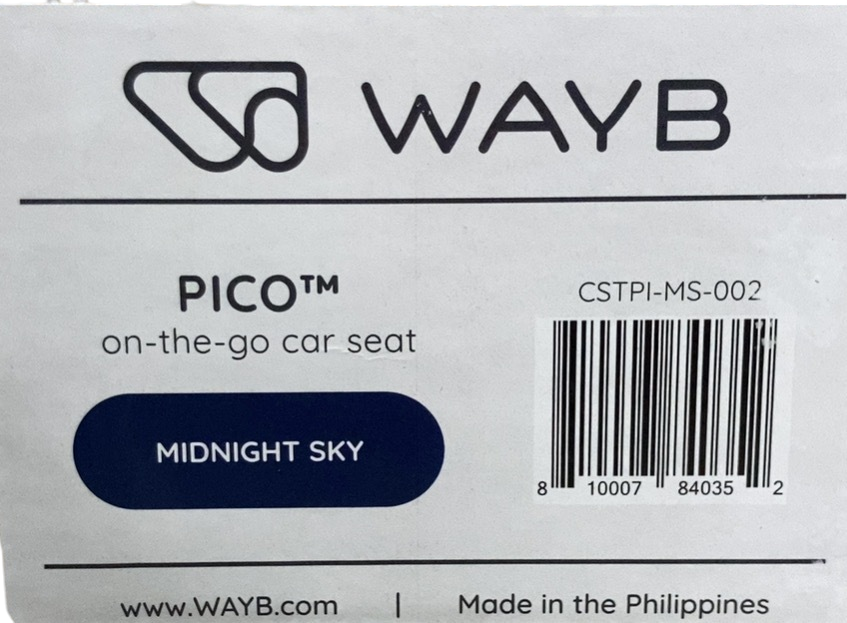 WAYB
PICO™
on-the-go car seat
MIDNIGHT SKY
CSTPI-MS-002
8 10007 84035 2
www.WAYB.com | Made in the Philippines